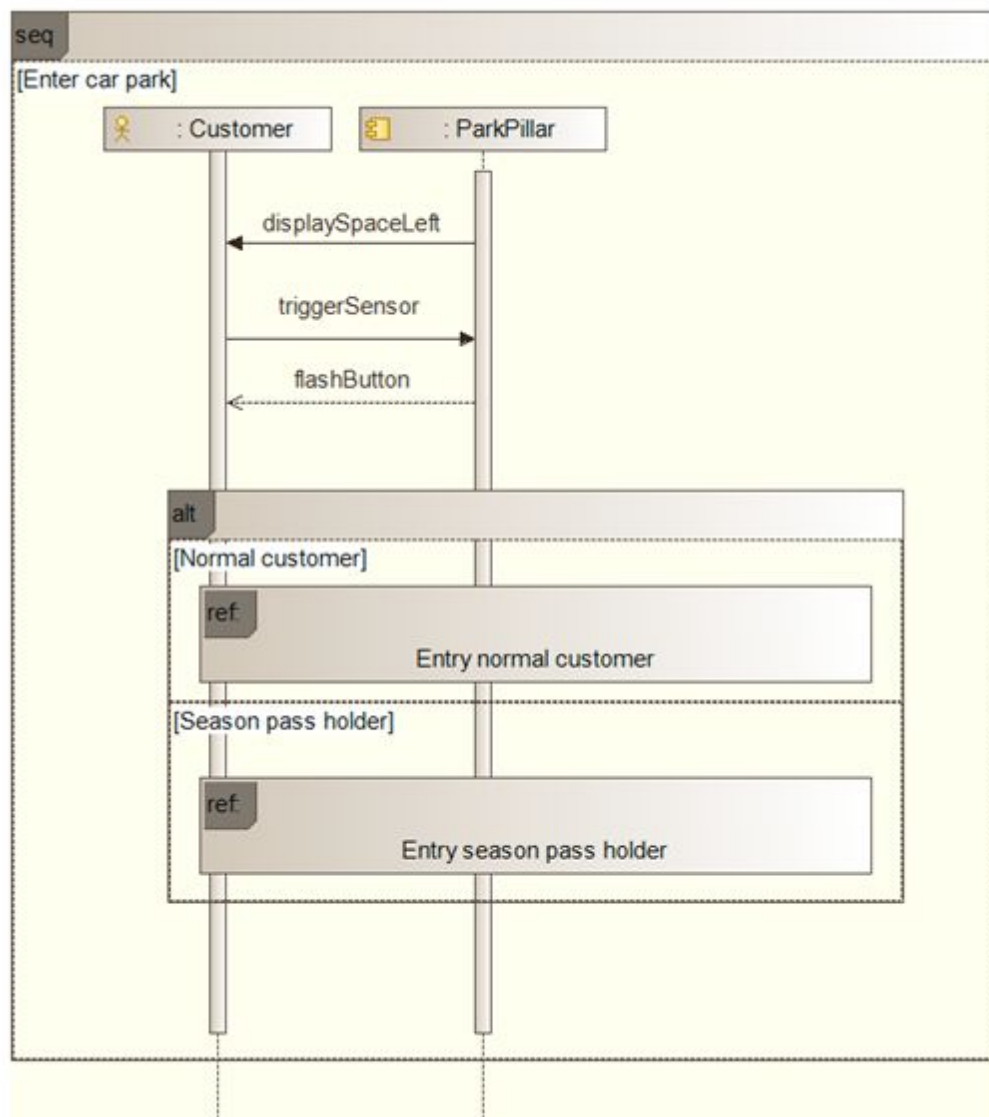 seq
[Enter car park]
: Customer
: ParkPillar
displaySpaceLeft
triggerSensor
flashButton
alt
[Normal customer]
ref:
Entry normal customer
[Season pass holder]
ref:
Entry season pass holder